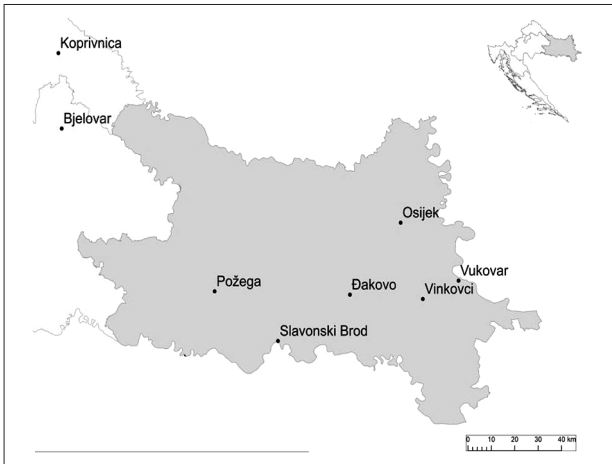 Koprivnica
Bjelovar
Osijek
Požega
Đakovo
Vukovar
Vinkovci
Slavonski Brod
0 10 20 30 40 km